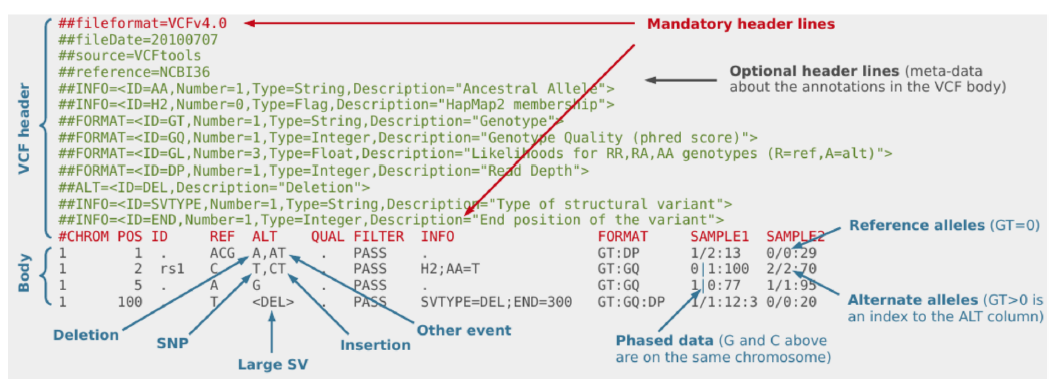 ##fileformat=VCFv4.0
Mandatory header lines
##fileDate=20100707
##source=VCFtools
##reference=NCBI36
##INFO=<ID=AA,Number=1,Type=String,Description="Ancestral Allele">
##INFO=<ID=H2,Number=0,Type=Flag,Description="HapMap2 membership">
##FORMAT=<ID=GT,Number=1,Type=String,Description="Genotype">
##FORMAT=<ID=GQ,Number=1,Type=Integer,Description="Genotype Quality (phred score)">
##FORMAT=<ID=GL,Number=3,Type=Float,Description="Likelihoods for RR,RA,AA genotypes (R=ref,A=alt)">
##FORMAT=<ID=DP,Number=1,Type=Integer,Description="Read Depth">
##ALT=<ID=DEL,Description="Deletion">
##INFO=<ID=SVTYPE,Number=1,Type=String,Description="Type of structural variant">
##INFO=<ID=END,Number=1,Type=Integer,Description="End position of the variant">
Optional header lines (meta-data
about the annotations in the VCF body)
VCF header
#CHROM POS ID REF ALT QUAL FILTER INFO FORMAT SAMPLE1 SAMPLE2
1 1 . ACG A,AT . PASS . GT:DP 1/2:13 0/0:29
1 2 rs1 C T,CT . PASS H2;AA=T GT:GQ 0|1:100 2/2:70
1 5 . A G . PASS . GT:GQ 1|0:77 1/1:95
1 100 . T <DEL> . PASS SVTYPE=DEL;END=300 GT:GQ:DP 1/1:12:3 0/0:20
Body
Reference alleles (GT=0)
Alternate alleles (GT>0 is
an index to the ALT column)
Deletion
SNP
Large SV
Insertion
Other event
Phased data (G and C above
are on the same chromosome)